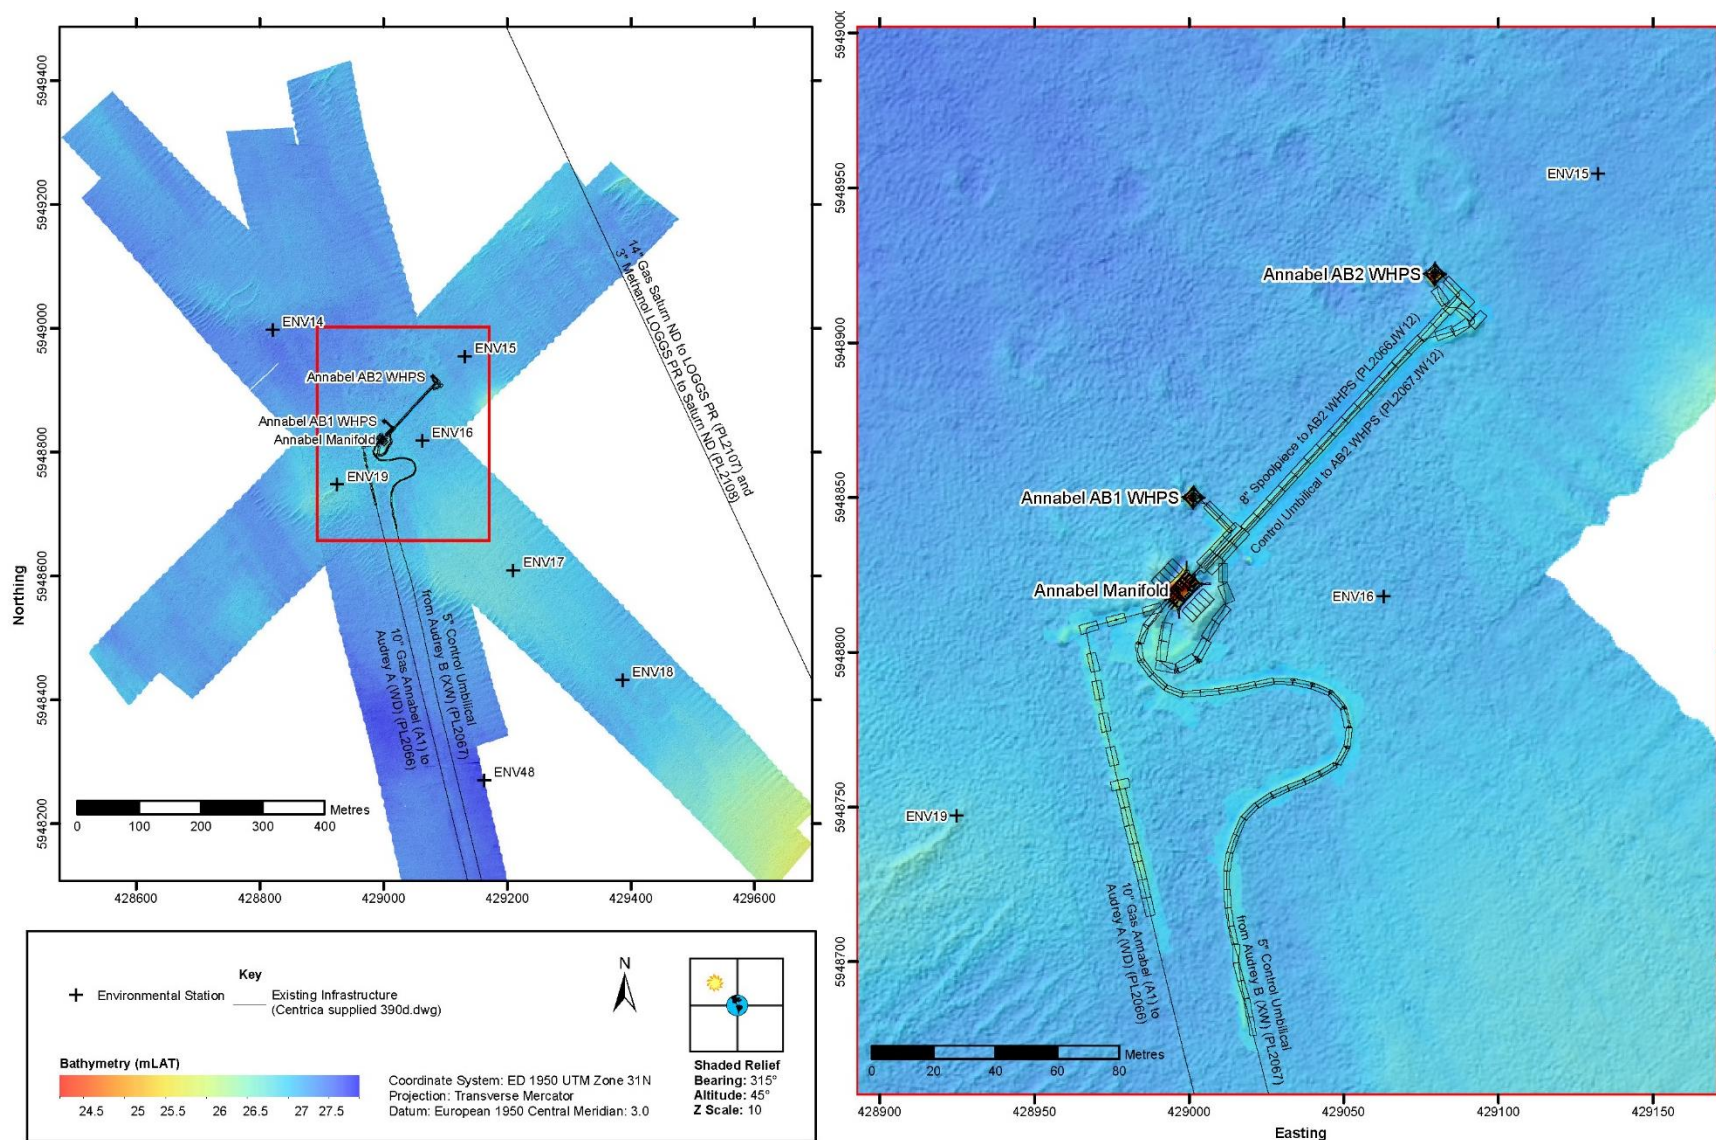 5949400
5949200
5949000
5948800
5948600
5948400
5948200
Northing
14" Gas Saturn ND to LOGGS PR (PL2107) and
3" Methanol LOGGS PR to Saturn ND (PL2108)
ENV14
ENV15
Annabel AB2 WHPS
Annabel AB1 WHPS
Annabel Manifold
ENV16
ENV19
ENV17
ENV18
ENV48
10" Gas Annabel (A1) to
Audrey A (WD) (PL2066)
5" Control Umbilical
from Audrey B (XW) (PL2067)
0 100 200 300 400 Metres
428600 428800 429000 429200 429400 429600
Key
Environmental Station
Existing Infrastructure
(Centrica supplied 390d.dwg)
N
Bathymetry (mLAT)
24.5 25 25.5 26 26.5 27 27.5
Coordinate System: ED 1950 UTM Zone 31N
Projection: Transverse Mercator
Datum: European 1950 Central Meridian: 3.0
Shaded Relief
Bearing: 315°
Altitude: 45°
Z Scale: 10
5949000
5948950
5948900
5948850
5948800
5948750
5948700
ENV15
Annabel AB2 WHPS
8" Spoolpiece to AB2 WHPS (PL2066JW12)
Control Umbilical to AB2 WHPS (PL2067JW12)
Annabel AB1 WHPS
Annabel Manifold
ENV16
ENV19
10" Gas Annabel (A1) to
Audrey A (WD) (PL2066)
5" Control Umbilical
from Audrey B (XW) (PL2067)
0 20 40 60 80 Metres
428900 428950 429000 429050 429100 429150
Easting